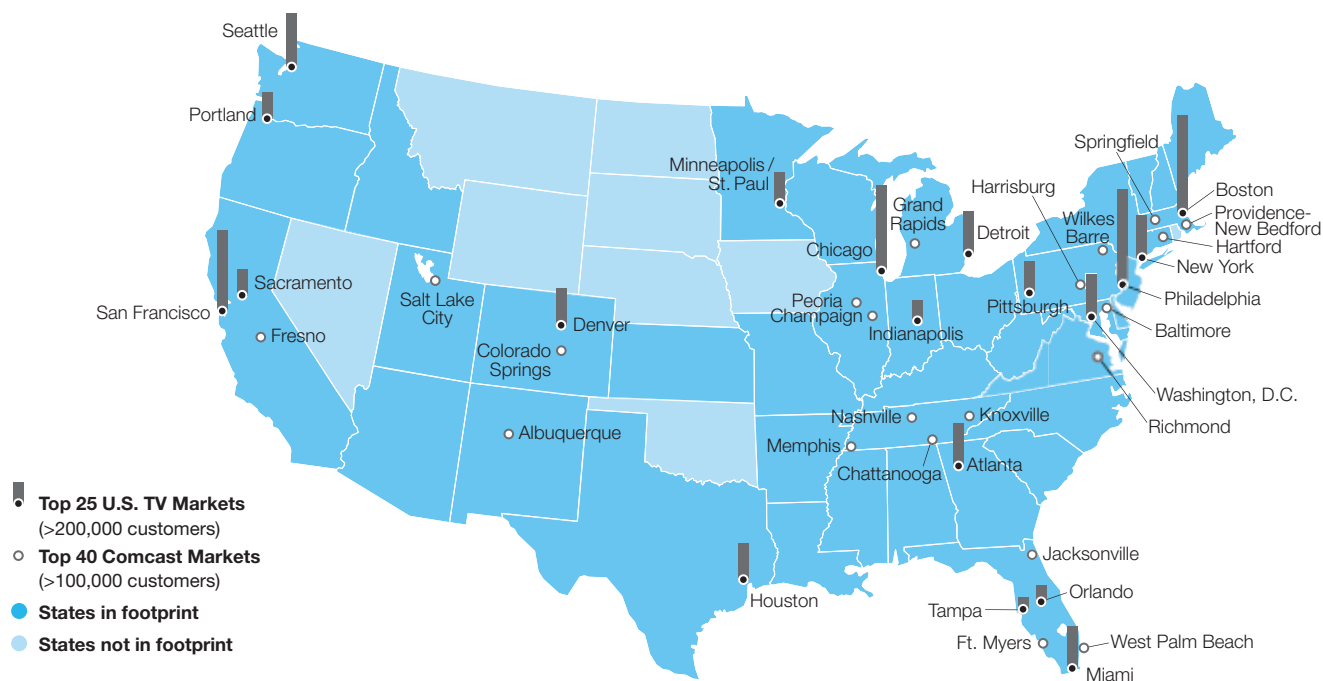 Seattle
Portland
Minneapolis /
St. Paul
Springfield
Harrisburg
Grand
Rapids
Wilkes
Barre
Boston
Providence-
New Bedford
Hartford
Chicago
Detroit
New York
Sacramento
San Francisco
Salt Lake
City
Peoria
Champaign
Pittsburgh
Philadelphia
Denver
Indianapolis
Baltimore
Fresno
Colorado
Springs
Washington, D.C.
Nashville
Knoxville
Richmond
Albuquerque
Memphis
Chattanooga
Atlanta
Top 25 U.S. TV Markets
(>200,000 customers)
Top 40 Comcast Markets
(>100,000 customers)
States in footprint
States not in footprint
Jacksonville
Houston
Orlando
Tampa
Ft. Myers
West Palm Beach
Miami